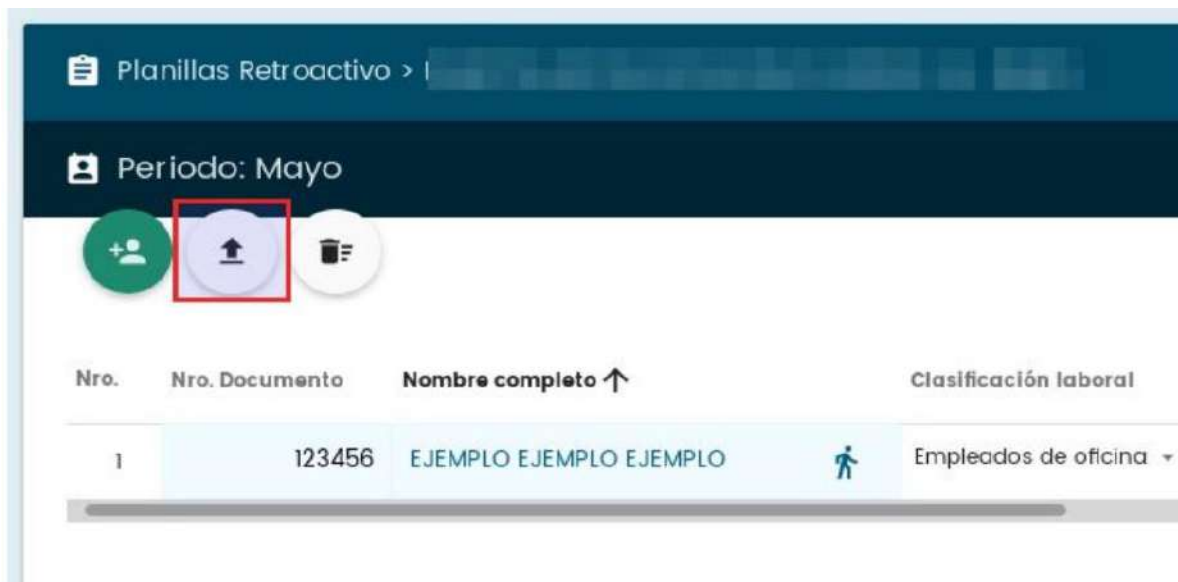 Planillas Retroactivo >
Periodo: Mayo
Nro. Nro. Documento Nombre completo Clasificación laboral
1 123456 EJEMPLO EJEMPLO EJEMPLO Empleados de oficina